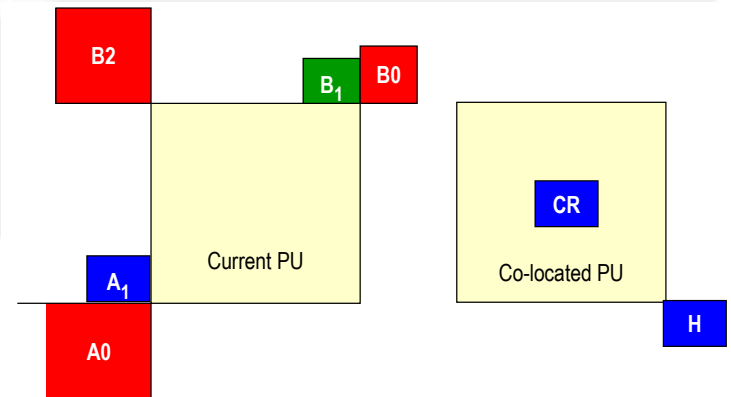 B2
B1
B0
CR
Current PU
Co-located PU
A1
H
A0